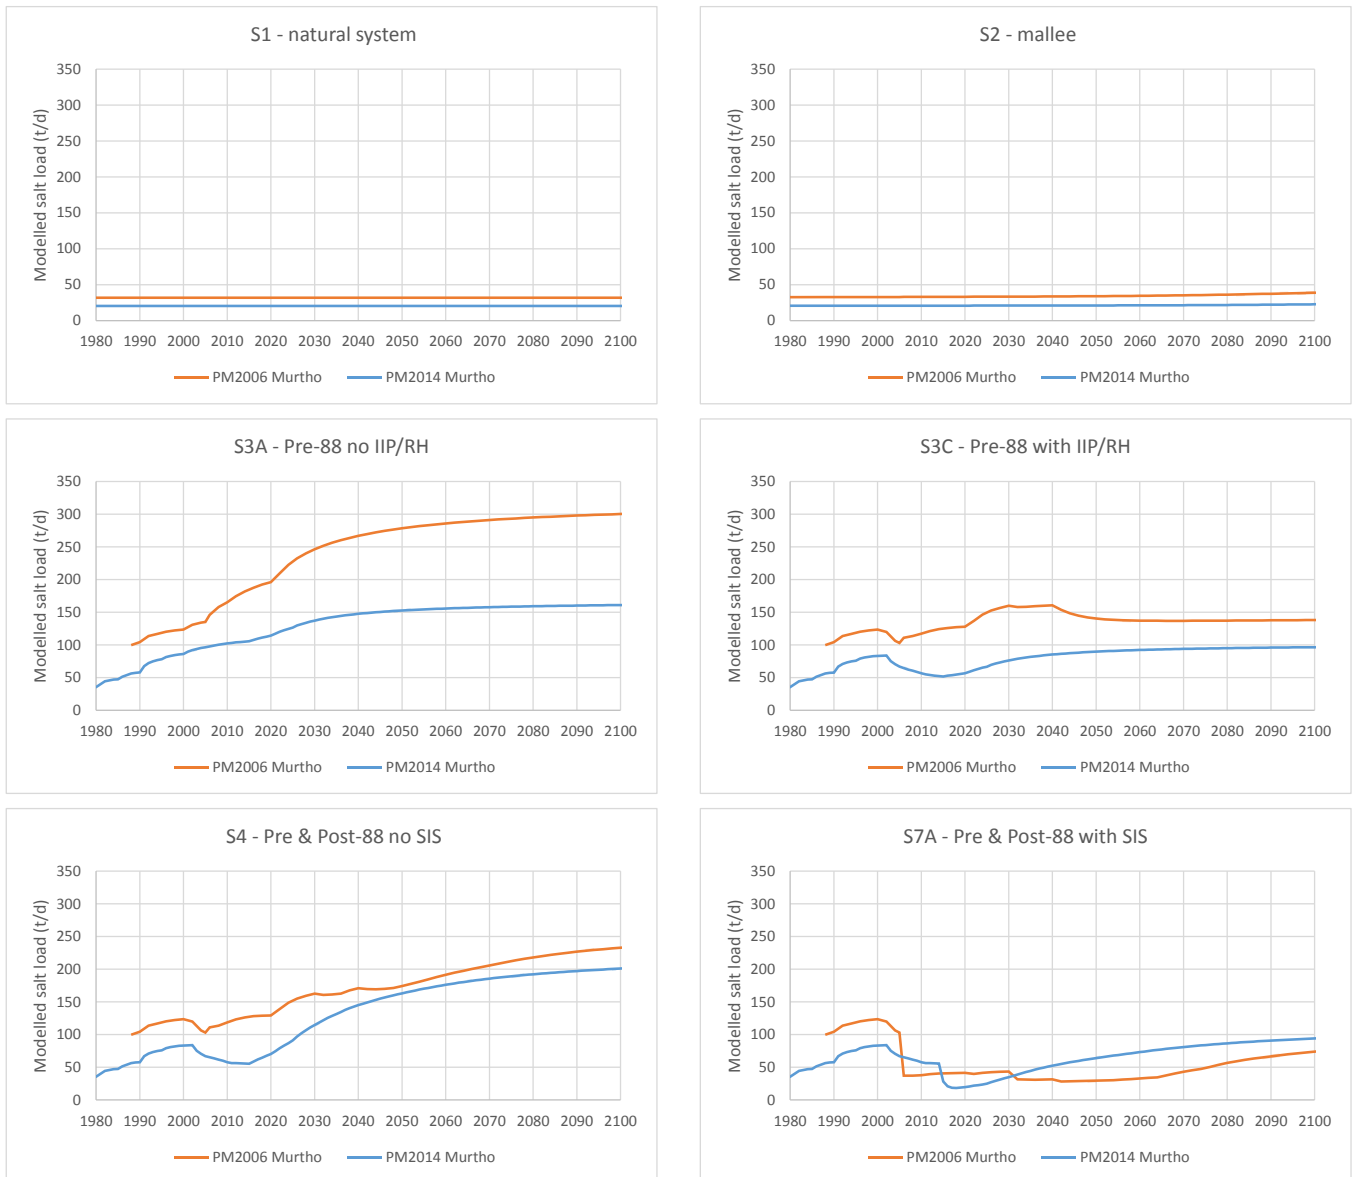 S1 - natural system
Modelled salt load (t/d)
350
300
250
200
150
100
50
0
1980 1990 2000 2010 2020 2030 2040 2050 2060 2070 2080 2090 2100
PM2006 Murtho PM2014 Murtho
S2 - mallee
Modelled salt load (t/d)
350
300
250
200
150
100
50
0
1980 1990 2000 2010 2020 2030 2040 2050 2060 2070 2080 2090 2100
PM2006 Murtho PM2014 Murtho
S3A - Pre-88 no IIP/RH
Modelled salt load (t/d)
350
300
250
200
150
100
50
0
1980 1990 2000 2010 2020 2030 2040 2050 2060 2070 2080 2090 2100
PM2006 Murtho PM2014 Murtho
S3C - Pre-88 with IIP/RH
Modelled salt load (t/d)
350
300
250
200
150
100
50
0
1980 1990 2000 2010 2020 2030 2040 2050 2060 2070 2080 2090 2100
PM2006 Murtho PM2014 Murtho
S4 - Pre & Post-88 no SIS
Modelled salt load (t/d)
350
300
250
200
150
100
50
0
1980 1990 2000 2010 2020 2030 2040 2050 2060 2070 2080 2090 2100
PM2006 Murtho PM2014 Murtho
S7A - Pre & Post-88 with SIS
Modelled salt load (t/d)
350
300
250
200
150
100
50
0
1980 1990 2000 2010 2020 2030 2040 2050 2060 2070 2080 2090 2100
PM2006 Murtho PM2014 Murtho